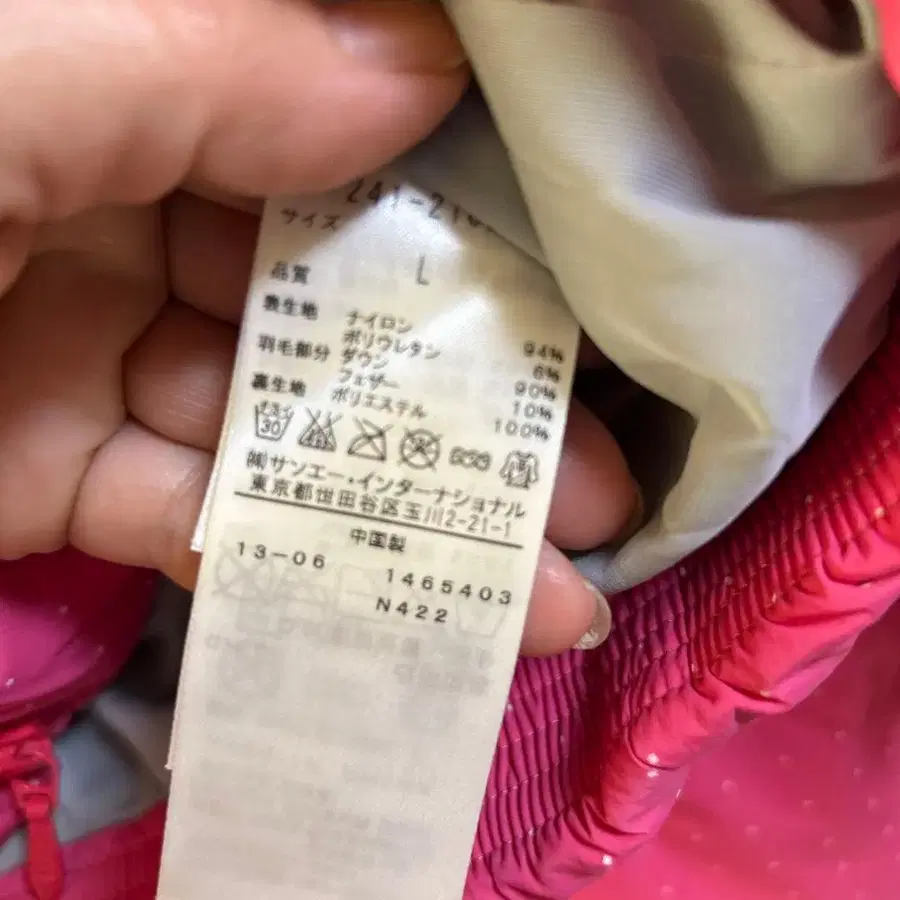 サイズ L
品質
表生地 ナイロン 94%
ポリウレタン 6%
羽毛部分 ダウン 90%
フェザー 10%
裏生地 ポリエステル 100%
30
㈱サンエー・インターナショナル
東京都世田谷区玉川2-21-1
中国製
13-06 1465403
N422